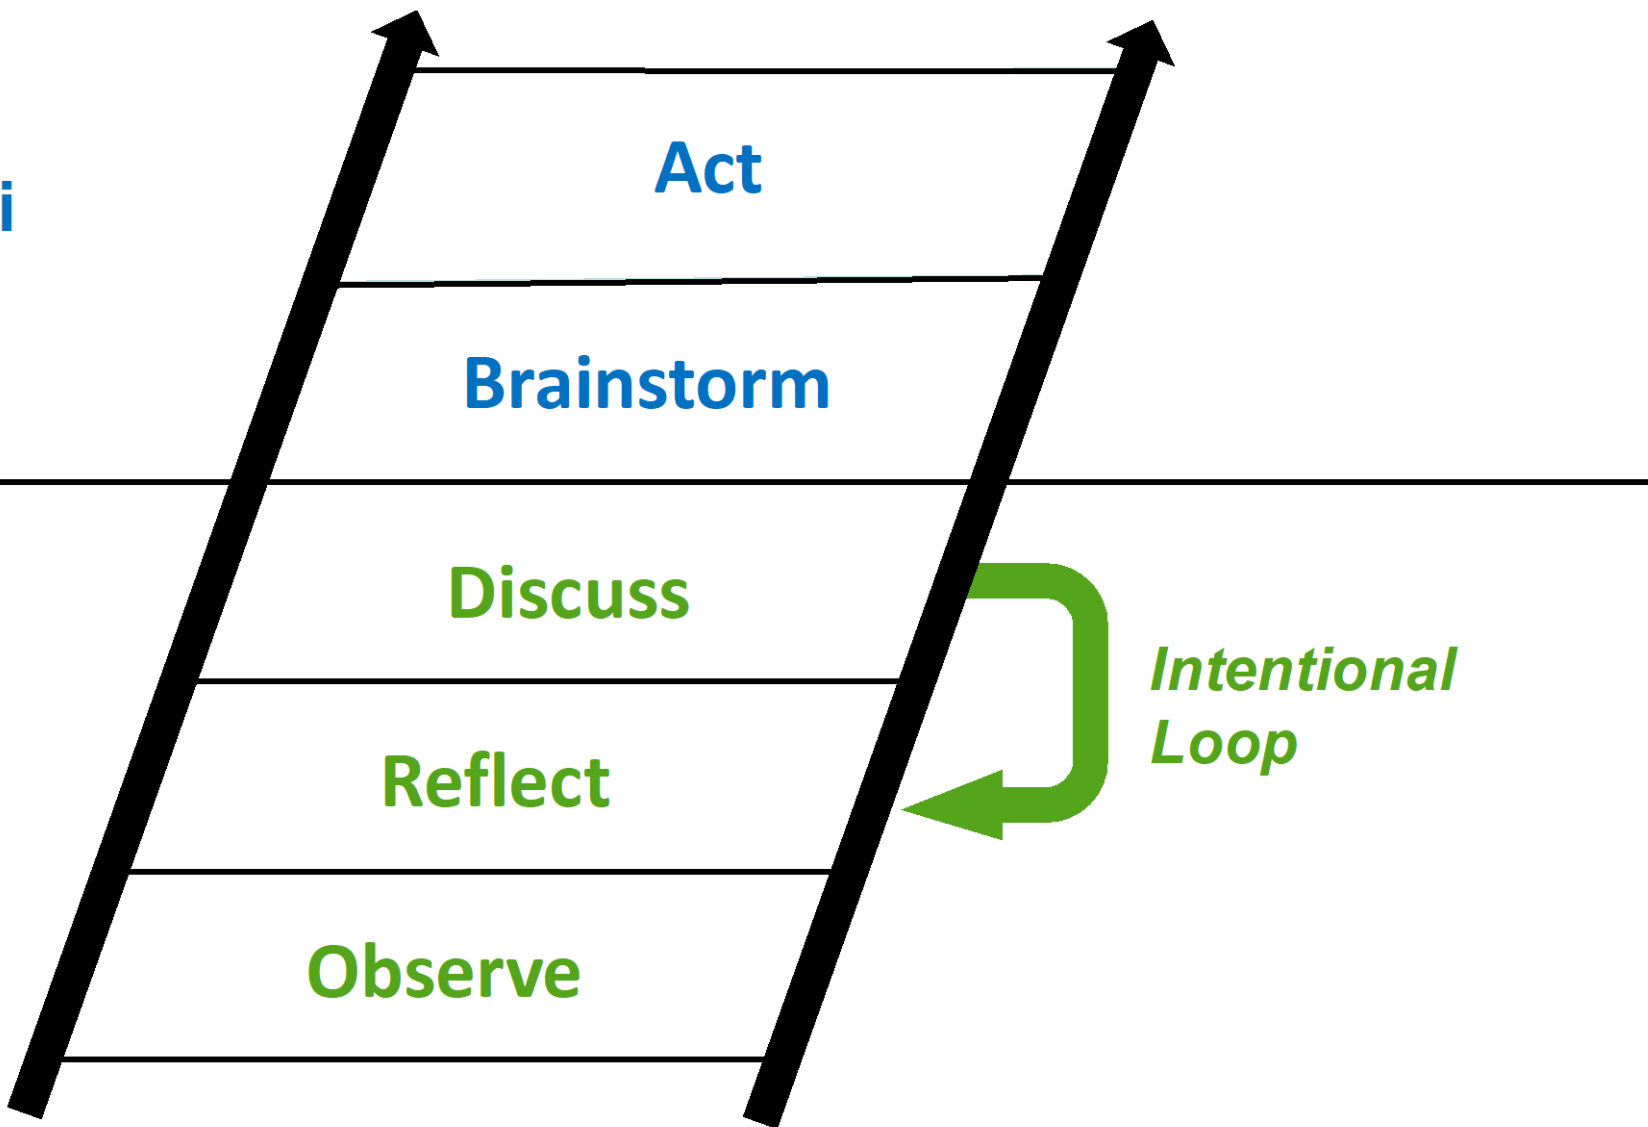 i
Act
Brainstorm
Discuss
Intentional
Loop
Reflect
Observe